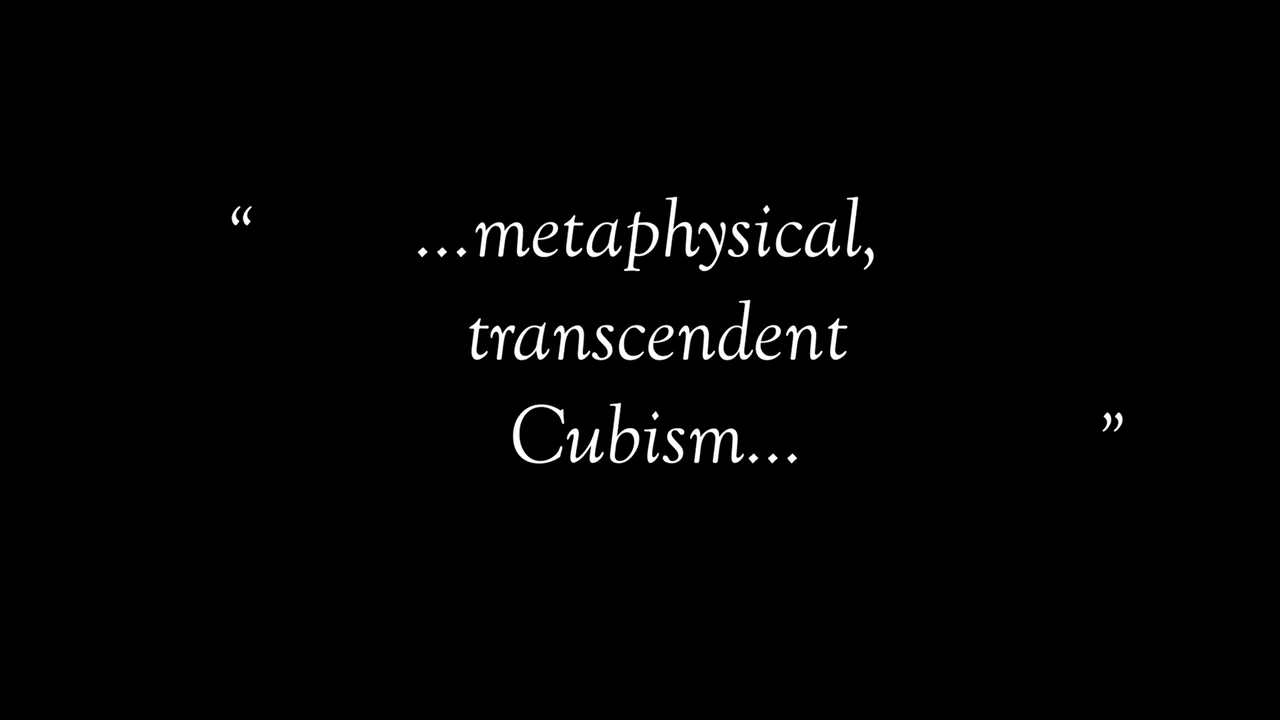 “ ...metaphysical,
transcendent
Cubism... ”